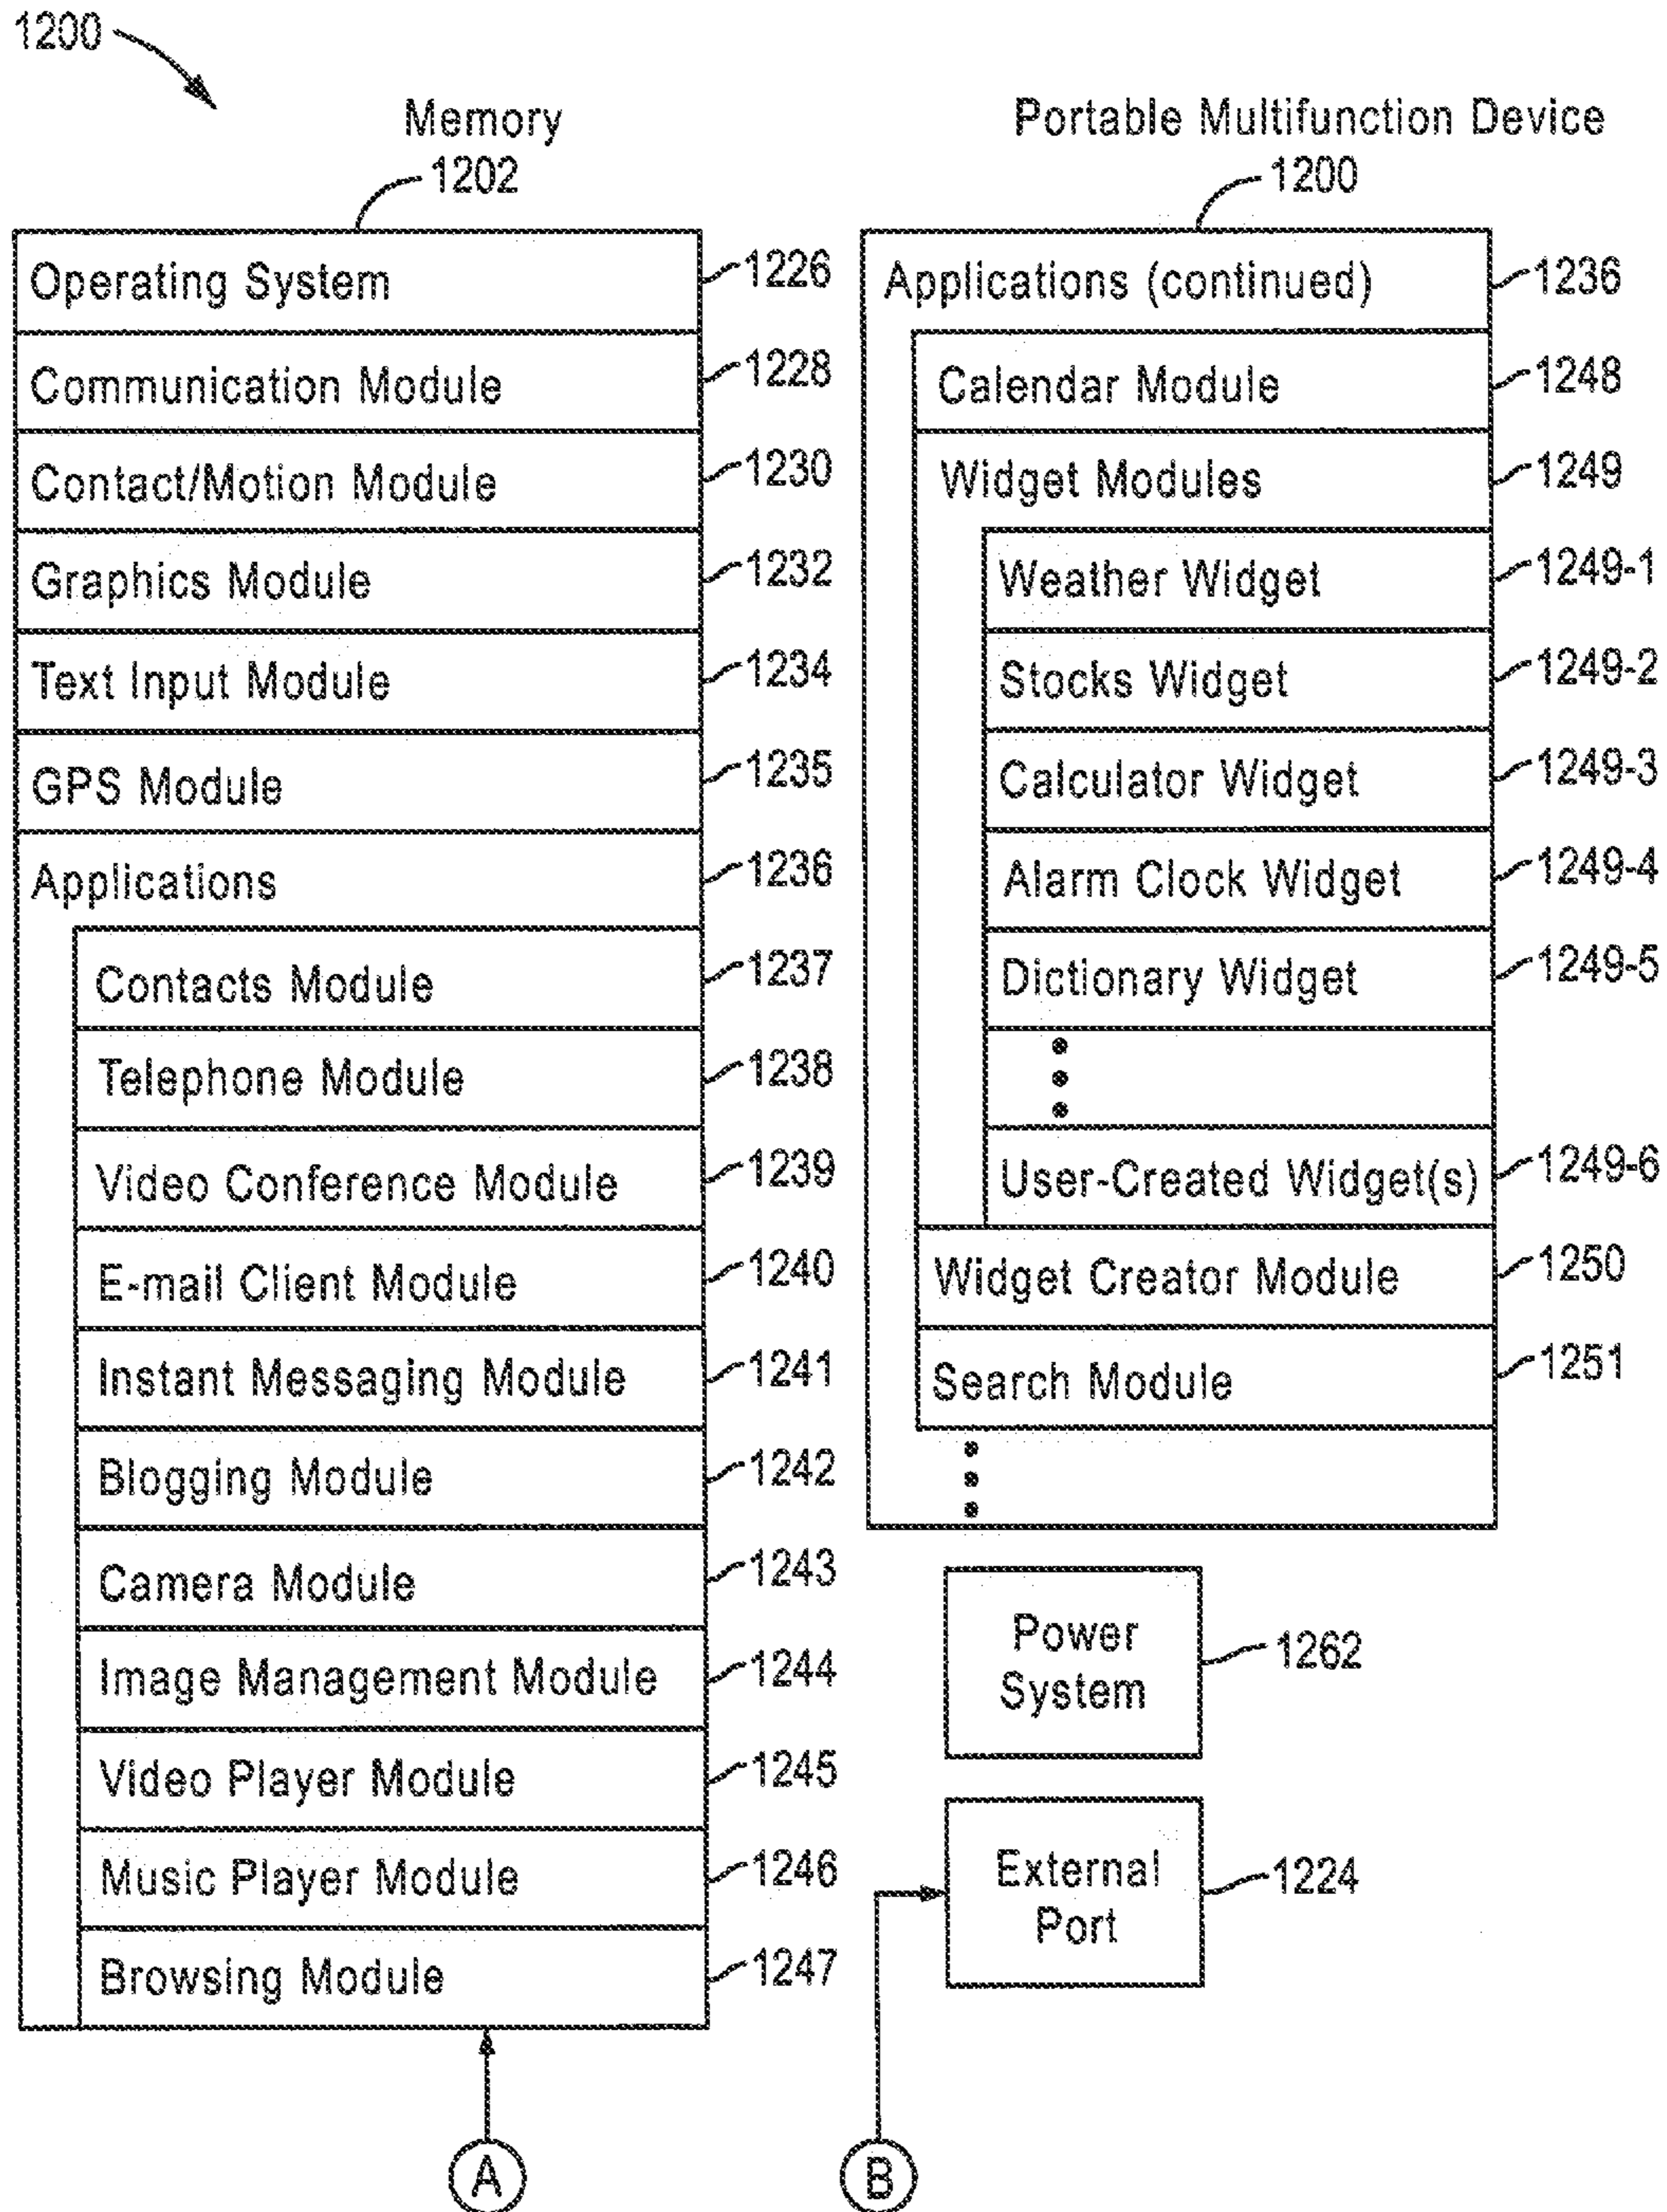 1200
Memory
1202
Operating System 1226
Communication Module 1228
Contact/Motion Module 1230
Graphics Module 1232
Text Input Module 1234
GPS Module 1235
Applications 1236
Contacts Module 1237
Telephone Module 1238
Video Conference Module 1239
E-mail Client Module 1240
Instant Messaging Module 1241
Blogging Module 1242
Camera Module 1243
Image Management Module 1244
Video Player Module 1245
Music Player Module 1246
Browsing Module 1247
A
Portable Multifunction Device
1200
Applications (continued) 1236
Calendar Module 1248
Widget Modules 1249
Weather Widget 1249-1
Stocks Widget 1249-2
Calculator Widget 1249-3
Alarm Clock Widget 1249-4
Dictionary Widget 1249-5
User-Created Widget(s) 1249-6
Widget Creator Module 1250
Search Module 1251
Power
System
1262
External
Port
1224
B